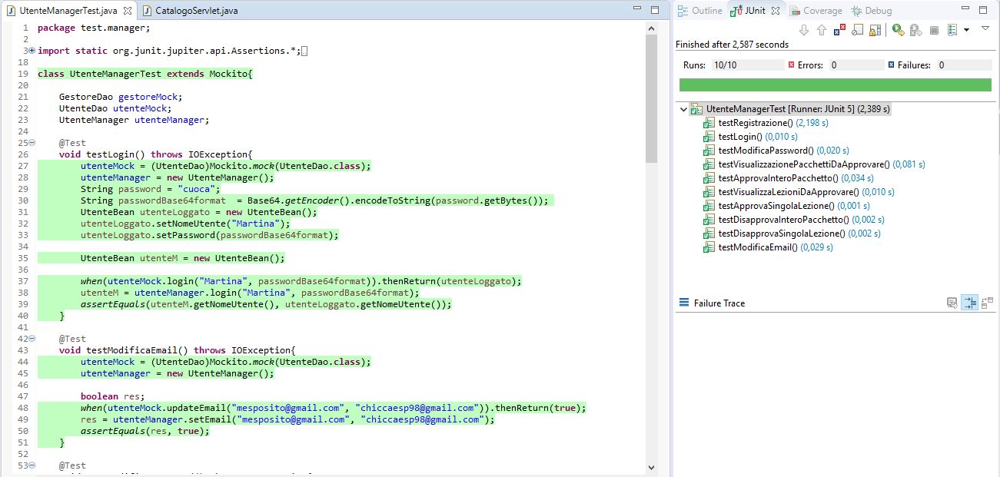 UtenteManagerTest.java
CatalogoServlet.java
1 package test.manager;
2
3 import static org.junit.jupiter.api.Assertions.*;
18
19 class UtenteManagerTest extends Mockito{
20
21 GestoreDao gestoreMock;
22 UtenteDao utenteMock;
23 UtenteManager utenteManager;
24
25 @Test
26 void testLogin() throws IOException{
27 utenteMock = (UtenteDao)Mockito.mock(UtenteDao.class);
28 utenteManager = new UtenteManager();
29 String password = "cuoca";
30 String passwordBase64format  = Base64.getEncoder().encodeToString(password.getBytes());
31 UtenteBean utenteLoggato = new UtenteBean();
32 utenteLoggato.setNomeUtente("Martina");
33 utenteLoggato.setPassword(passwordBase64format);
34
35 UtenteBean utenteM = new UtenteBean();
36
37 when(utenteMock.login("Martina", passwordBase64format)).thenReturn(utenteLoggato);
38 utenteM = utenteManager.login("Martina", passwordBase64format);
39 assertEquals(utenteM.getNomeUtente(), utenteLoggato.getNomeUtente());
40 }
41
42 @Test
43 void testModificaEmail() throws IOException{
44 utenteMock = (UtenteDao)Mockito.mock(UtenteDao.class);
45 utenteManager = new UtenteManager();
46
47 boolean res;
48 when(utenteMock.updateEmail("mesposito@gmail.com", "chiccaesp98@gmail.com")).thenReturn(true);
49 res = utenteManager.setEmail("mesposito@gmail.com", "chiccaesp98@gmail.com");
50 assertEquals(res, true);
51 }
52
53 @Test
Outline
JUnit
Coverage
Debug
Finished after 2,587 seconds
Runs: 10/10
Errors: 0
Failures: 0
UtenteManagerTest [Runner: JUnit 5] (2,389 s)
testRegistrazione() (2,198 s)
testLogin() (0,010 s)
testModificaPassword() (0,020 s)
testVisualizzazionePacchettiDaApprovare() (0,081 s)
testApprovaInteroPacchetto() (0,034 s)
testVisualizzaLezioniDaApprovare() (0,010 s)
testApprovaSingolaLezione() (0,001 s)
testDisapprovaInteroPacchetto() (0,002 s)
testDisapprovaSingolaLezione() (0,002 s)
testModificaEmail() (0,029 s)
Failure Trace